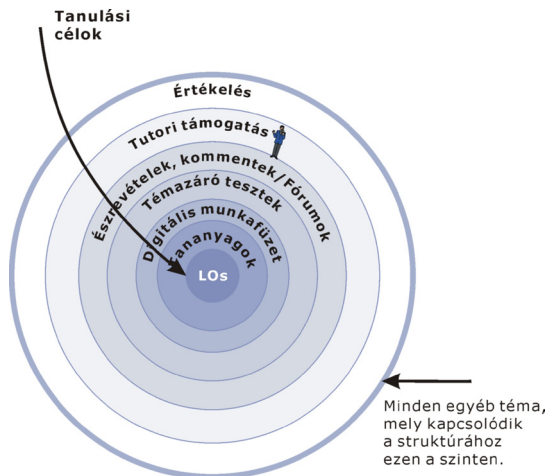 Tanulási
célok
Értékelés
Tutori támogatás
Észrevételek, kommentek/Fórumok
Témazáró tesztek
Digitális munkafüzet
Tananyagok
LOs
Minden egyéb téma,
mely kapcsolódik
a struktúrához
ezen a szinten.